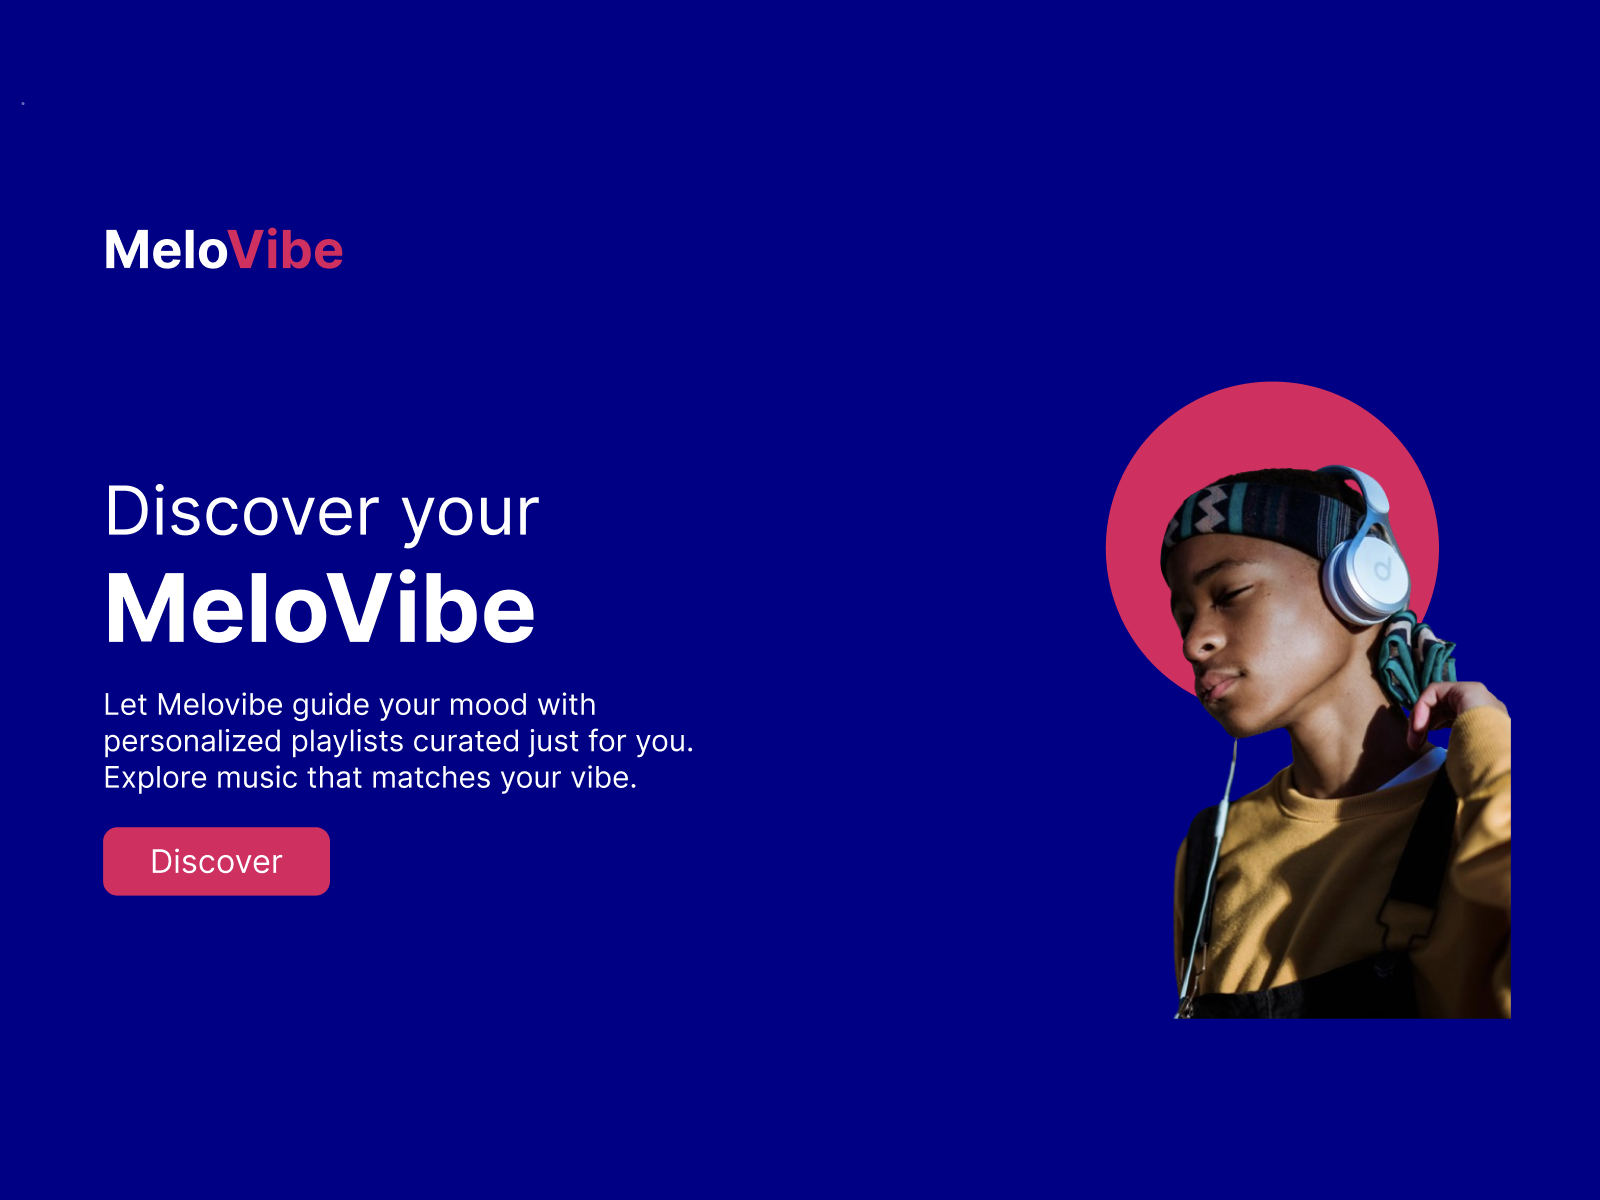 MeloVibe
Discover your
MeloVibe
Let Melovibe guide your mood with
personalized playlists curated just for you.
Explore music that matches your vibe.
Discover